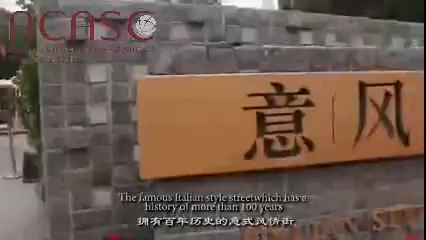 ACASC
意 风
The famous Italian style streetwhich has a
history of more than 100 years
拥有百年历史的意式风情街